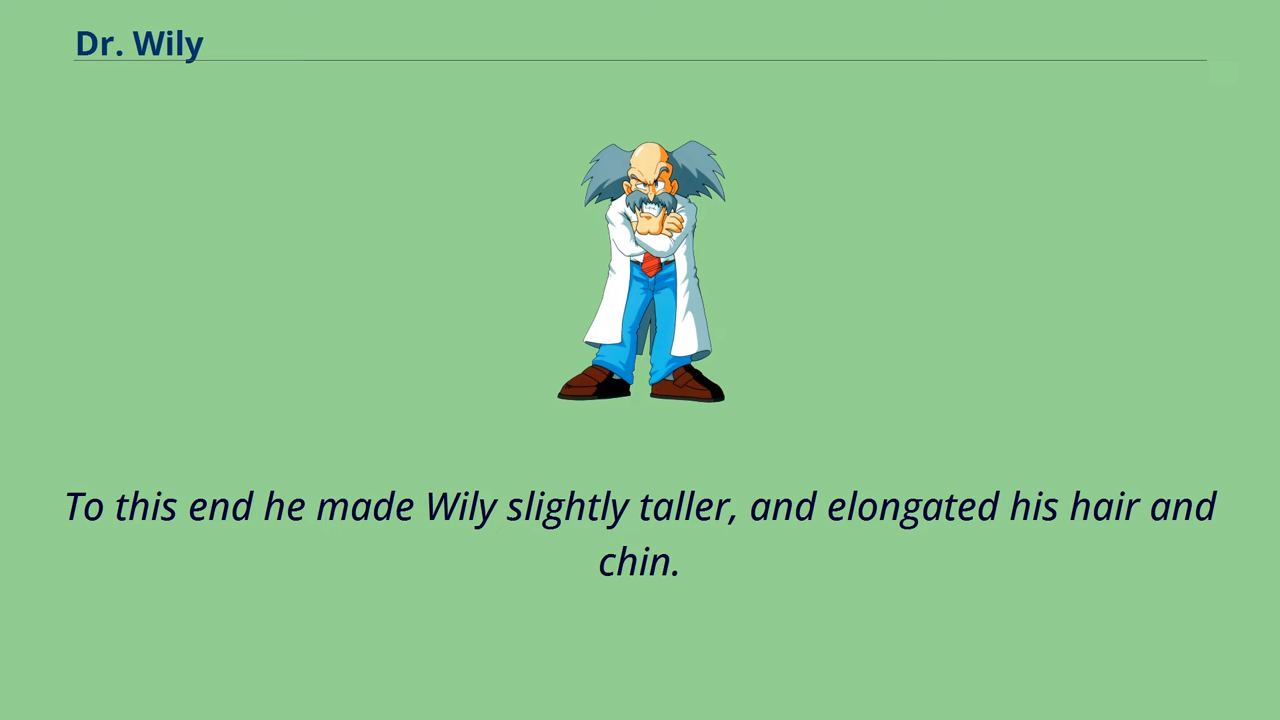 Dr. Wily
To this end he made Wily slightly taller, and elongated his hair and
chin.